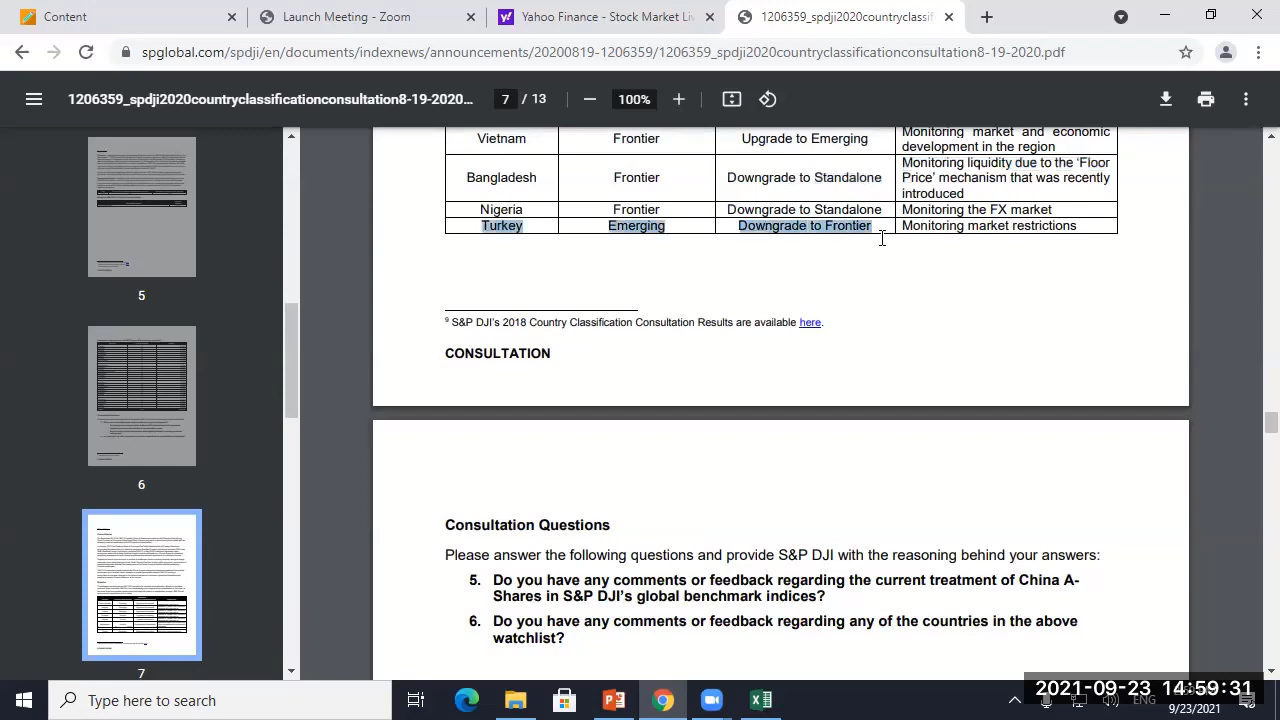 Content
Launch Meeting - Zoom
Yahoo Finance - Stock Market Li
1206359_spdji2020countryclassifi
spglobal.com/spdji/en/documents/indexnews/announcements/20200819-1206359/1206359_spdji2020countryclassificationconsultation8-19-2020.pdf
1206359_spdji2020countryclassificationconsultation8-19-2020... 7 / 13 100%
Vietnam Frontier Upgrade to Emerging Monitoring market and economic
development in the region
Bangladesh Frontier Downgrade to Standalone Monitoring liquidity due to the 'Floor
Price' mechanism that was recently
introduced
Nigeria Frontier Downgrade to Standalone Monitoring the FX market
Turkey Emerging Downgrade to Frontier Monitoring market restrictions
9 S&P DJI's 2018 Country Classification Consultation Results are available here.
CONSULTATION
Consultation Questions
Please answer the following questions and provide S&P DJI with the reasoning behind your answers:
5. Do you have any comments or feedback regarding the current treatment of China A-
Shares in S&P DJI's global benchmark indices?
6. Do you have any comments or feedback regarding any of the countries in the above
watchlist?
5
6
7
Type here to search
ENG
2021-09-23 14:59:31
9/23/2021